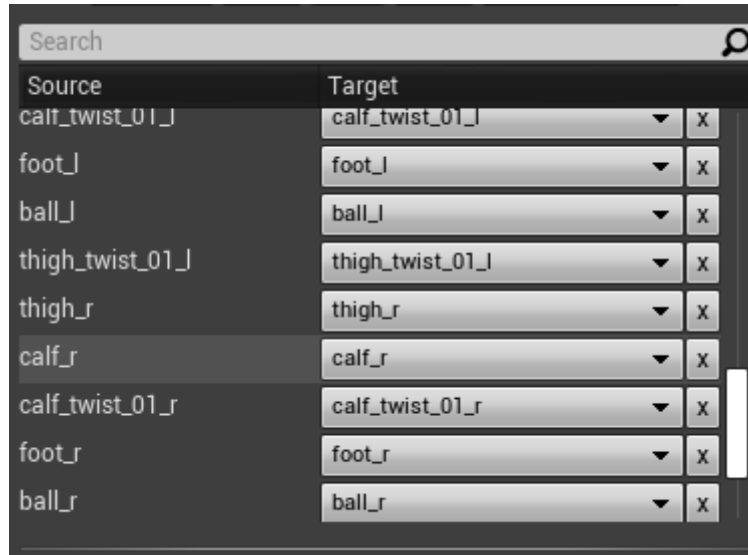 Search
Source Target
calf_twist_01_l calf_twist_01_l x
foot_l foot_l x
ball_l ball_l x
thigh_twist_01_l thigh_twist_01_l x
thigh_r thigh_r x
calf_r calf_r x
calf_twist_01_r calf_twist_01_r x
foot_r foot_r x
ball_r ball_r x